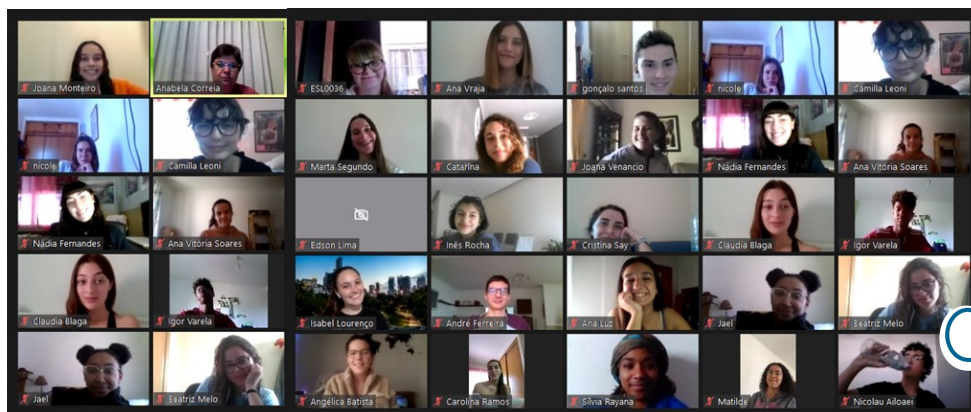 Joana Monteiro
Anabela Correia
ESL0036
Ana Vraja
gonçalo santos
nicole
Camilla Leoni
nicole
Camilla Leoni
Marta Segundo
Catarina
Joana Venancio
Nádia Fernandes
Ana Vitória Soares
Nádia Fernandes
Ana Vitória Soares
Edson Lima
Inês Rocha
Cristina Say
Claudia Blaga
Igor Varela
Claudia Blaga
Igor Varela
Isabel Lourenço
André Ferreira
Ana Luz
Jael
Beatriz Melo
Jael
Beatriz Melo
Angélica Batista
Carolina Ramos
Sílvia Rayana
Matilde
Nicolau Ailoaei